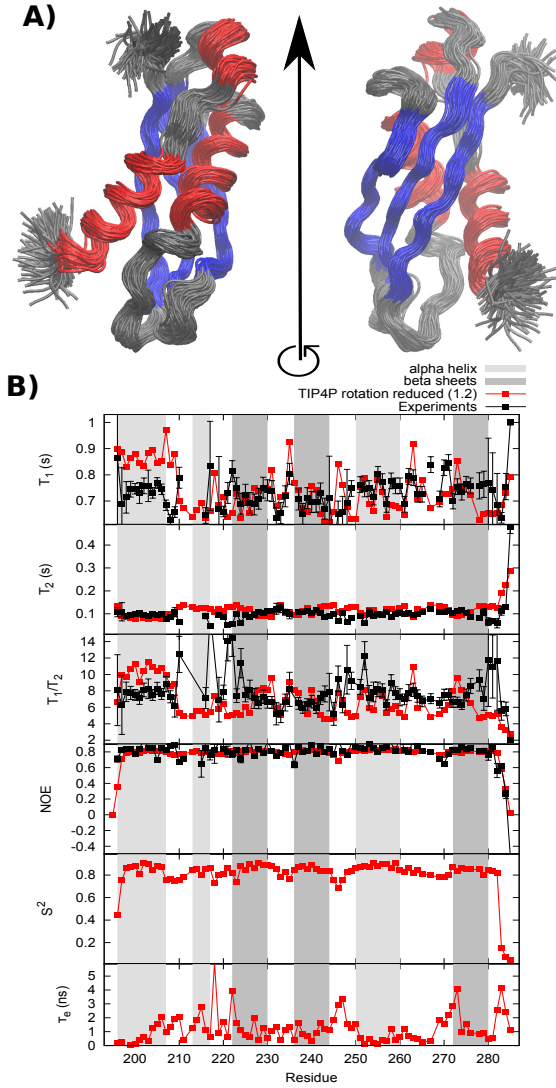 A)
B)
alpha helix
beta sheets
TIP4P rotation reduced (1.2)
Experiments
T1 (s)
1
0.9
0.8
0.7
T2 (s)
0.4
0.3
0.2
0.1
T1/T2
14
12
10
8
6
4
2
NOE
0.8
0.6
0.4
0.2
0
-0.2
-0.4
S2
0.8
0.6
0.4
0.2
τe (ns)
5
4
3
2
1
0
200 210 220 230 240 250 260 270 280
Residue